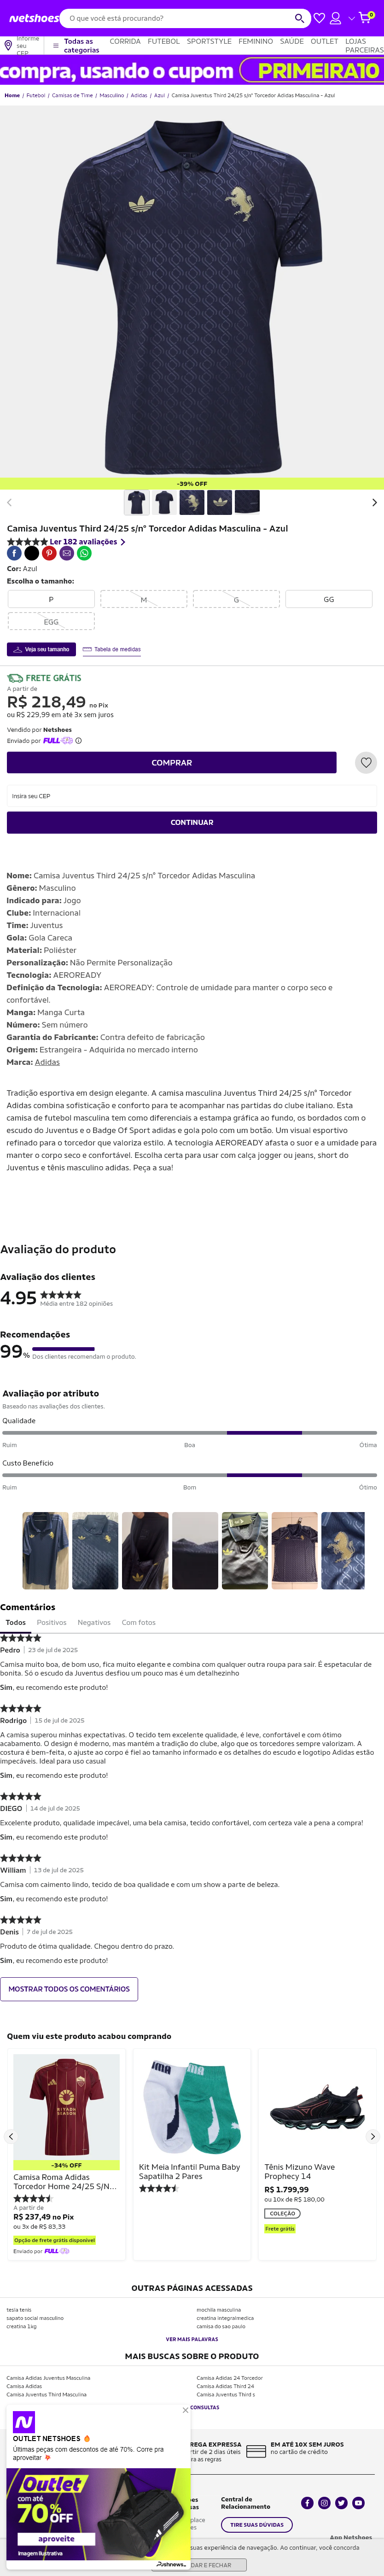 netshoes
O que você está procurando?
0
Informe seu CEP
Todas as categorias
CORRIDA
FUTEBOL
SPORTSTYLE
FEMININO
SAÚDE
OUTLET
LOJAS PARCEIRAS
compra, usando o cupom:
PRIMEIRA10
Home / Futebol / Camisas de Time / Masculino / Adidas / Azul / Camisa Juventus Third 24/25 s/n° Torcedor Adidas Masculina - Azul
-39% OFF
Camisa Juventus Third 24/25 s/n° Torcedor Adidas Masculina - Azul
Ler 182 avaliações
Cor: Azul
Escolha o tamanho:
P
M
G
GG
EGG
Veja seu tamanho
Tabela de medidas
FRETE GRÁTIS
A partir de
R$ 218,49 no Pix
ou R$ 229,99 em até 3x sem juros
Vendido por Netshoes
Enviado por FULL
COMPRAR
Insira seu CEP
CONTINUAR
Nome: Camisa Juventus Third 24/25 s/n° Torcedor Adidas Masculina
Gênero: Masculino
Indicado para: Jogo
Clube: Internacional
Time: Juventus
Gola: Gola Careca
Material: Poliéster
Personalização: Não Permite Personalização
Tecnologia: AEROREADY
Definição da Tecnologia: AEROREADY: Controle de umidade para manter o corpo seco e
confortável.
Manga: Manga Curta
Número: Sem número
Garantia do Fabricante: Contra defeito de fabricação
Origem: Estrangeira - Adquirida no mercado interno
Marca: Adidas
Tradição esportiva em design elegante. A camisa masculina Juventus Third 24/25 s/n° Torcedor
Adidas combina sofisticação e conforto para te acompanhar nas partidas do clube italiano. Esta
camisa de futebol masculina tem como diferenciais a estampa gráfica ao fundo, os bordados com o
escudo do Juventus e o Badge Of Sport adidas e gola polo com um botão. Um visual esportivo
refinado para o torcedor que valoriza estilo. A tecnologia AEROREADY afasta o suor e a umidade para
manter o corpo seco e confortável. Escolha certa para usar com calça jogger ou jeans, short do
Juventus e tênis masculino adidas. Peça a sua!
Avaliação do produto
Avaliação dos clientes
4.95
Média entre 182 opiniões
Recomendações
99%
Dos clientes recomendam o produto.
Avaliação por atributo
Baseado nas avaliações dos clientes.
Qualidade
Ruim
Boa
Ótima
Custo Benefício
Ruim
Bom
Ótimo
Comentários
Todos
Positivos
Negativos
Com fotos
Pedro | 23 de jul de 2025
Camisa muito boa, de bom uso, fica muito elegante e combina com qualquer outra roupa para sair. É espetacular de
bonita. Só o escudo da Juventus desfiou um pouco mas é um detalhezinho
Sim, eu recomendo este produto!
Rodrigo | 15 de jul de 2025
A camisa superou minhas expectativas. O tecido tem excelente qualidade, é leve, confortável e com ótimo
acabamento. O design é moderno, mas mantém a tradição do clube, algo que os torcedores sempre valorizam. A
costura é bem-feita, o ajuste ao corpo é fiel ao tamanho informado e os detalhes do escudo e logotipo Adidas estão
impecáveis. Ideal para uso casual
Sim, eu recomendo este produto!
DIEGO | 14 de jul de 2025
Excelente produto, qualidade impecável, uma bela camisa, tecido confortável, com certeza vale a pena a compra!
Sim, eu recomendo este produto!
William | 13 de jul de 2025
Camisa com caimento lindo, tecido de boa qualidade e com um show a parte de beleza.
Sim, eu recomendo este produto!
Denis | 7 de jul de 2025
Produto de ótima qualidade. Chegou dentro do prazo.
Sim, eu recomendo este produto!
MOSTRAR TODOS OS COMENTÁRIOS
Quem viu este produto acabou comprando
RIYADH SEASON
-34% OFF
Camisa Roma Adidas
Torcedor Home 24/25 S/N...
A partir de
R$ 237,49 no Pix
ou 3x de R$ 83,33
Opção de frete grátis disponível
Enviado por FULL
Kit Meia Infantil Puma Baby
Sapatilha 2 Pares
Tênis Mizuno Wave
Prophecy 14
R$ 1.799,99
ou 10x de R$ 180,00
COLEÇÃO
Frete grátis
OUTRAS PÁGINAS ACESSADAS
tesla tenis
mochila masculina
sapato social masculino
creatina integralmedica
creatina 1kg
camisa do sao paulo
VER MAIS PALAVRAS
MAIS BUSCAS SOBRE O PRODUTO
Camisa Adidas Juventus Masculina
Camisa Adidas 24 Torcedor
Camisa Adidas
Camisa Adidas Third 24
Camisa Juventus Third Masculina
Camisa Juventus Third s
CONSULTAS
OUTLET NETSHOES
Últimas peças com descontos de até 70%. Corre pra
aproveitar
Outlet
com até
70% OFF
aproveite
Imagem Ilustrativa
REGA EXPRESSA
rtir de 2 dias úteis
ra as regras
EM ATÉ 10X SEM JUROS
no cartão de crédito
Central de
Relacionamento
TIRE SUAS DÚVIDAS
App Netshoes
sua experiência de navegação. Ao continuar, você concorda
DAR E FECHAR